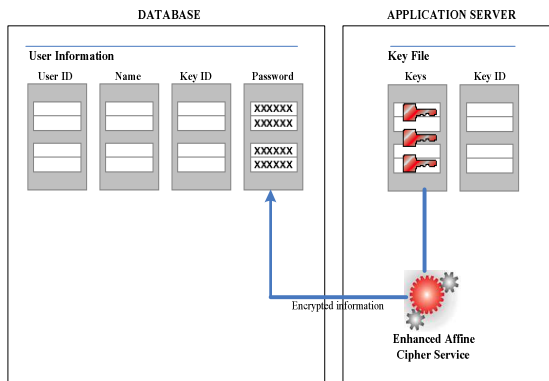 DATABASE
APPLICATION SERVER
User Information
User ID
Name
Key ID
Password
XXXXXX
XXXXXX
XXXXXX
XXXXXX
Key File
Keys
Key ID
Encrypted information
Enhanced Affine
Cipher Service